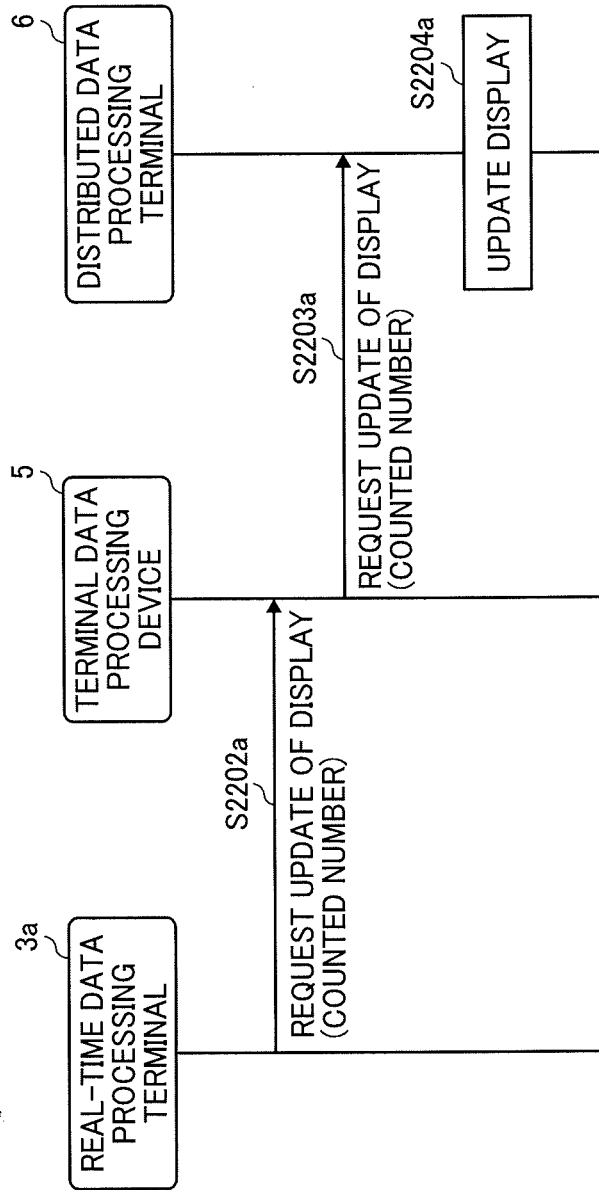 3a
REAL-TIME DATA
PROCESSING
TERMINAL
5
TERMINAL DATA
PROCESSING
DEVICE
6
DISTRIBUTED DATA
PROCESSING
TERMINAL
S2202a
REQUEST UPDATE OF DISPLAY
(COUNTED NUMBER)
S2203a
REQUEST UPDATE OF DISPLAY
(COUNTED NUMBER)
S2204a
UPDATE DISPLAY